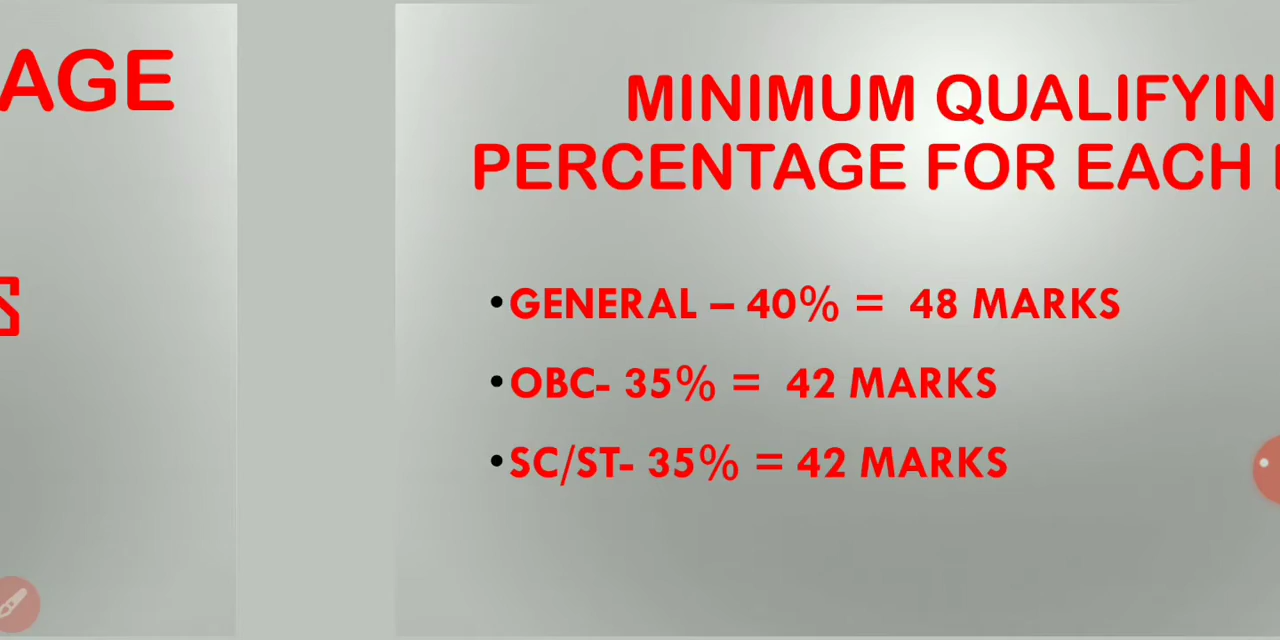 AGE
S
MINIMUM QUALIFYIN
PERCENTAGE FOR EACH
•GENERAL – 40% = 48 MARKS
•OBC- 35% = 42 MARKS
•SC/ST- 35% = 42 MARKS